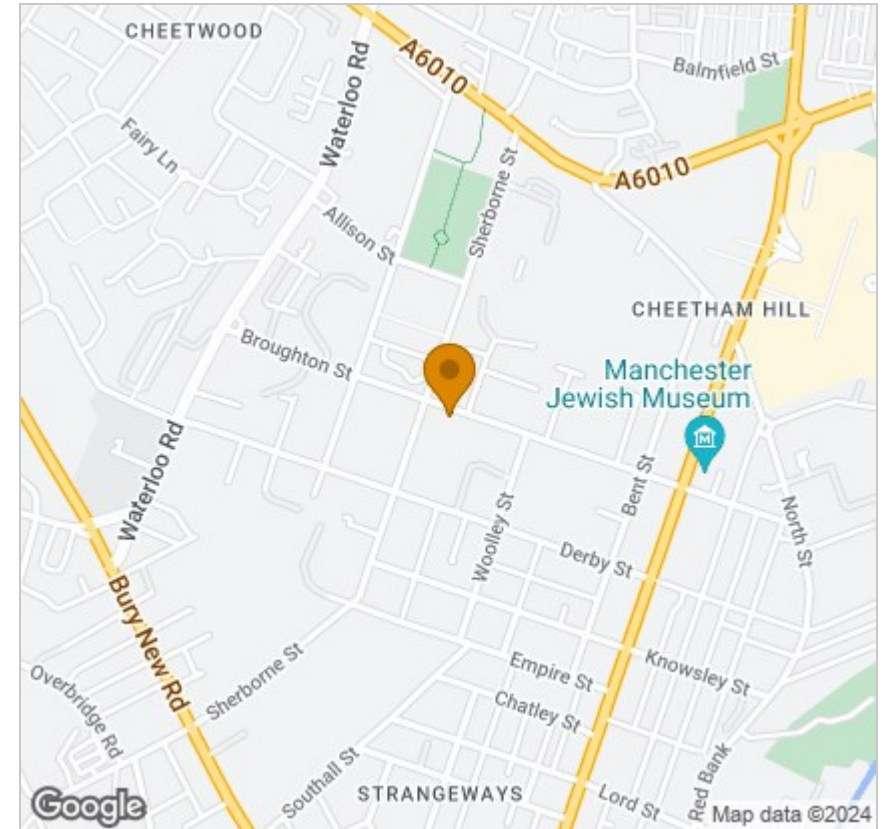 CHEETWOOD
Waterloo Rd
A6010
Balmfield St
Fairy Ln
Allison St
Sherborne St
A6010
CHEETHAM HILL
Broughton St
Manchester
Jewish Museum
M
Waterloo Rd
Bent St
Woolley St
North St
Derby St
Bury New Rd
Knowsley St
Empire St
Overbridge Rd
Sherborne St
Chatley St
Southall St
STRANGEWAYS
Lord St
Red Bank
Google
Map data ©2024